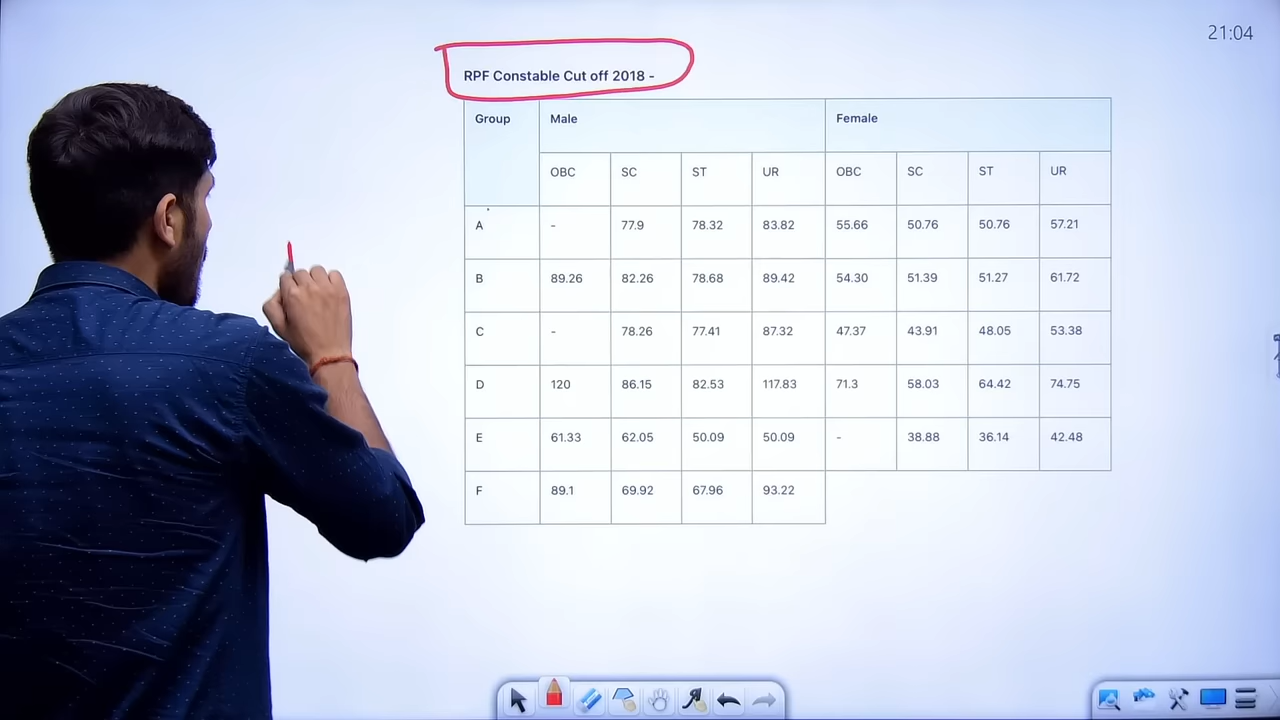 21:04
RPF Constable Cut off 2018 -
Group Male Female
OBC SC ST UR OBC SC ST UR
A - 77.9 78.32 83.82 55.66 50.76 50.76 57.21
B 89.26 82.26 78.68 89.42 54.30 51.39 51.27 61.72
C - 78.26 77.41 87.32 47.37 43.91 48.05 53.38
D 120 86.15 82.53 117.83 71.3 58.03 64.42 74.75
E 61.33 62.05 50.09 50.09 - 38.88 36.14 42.48
F 89.1 69.92 67.96 93.22